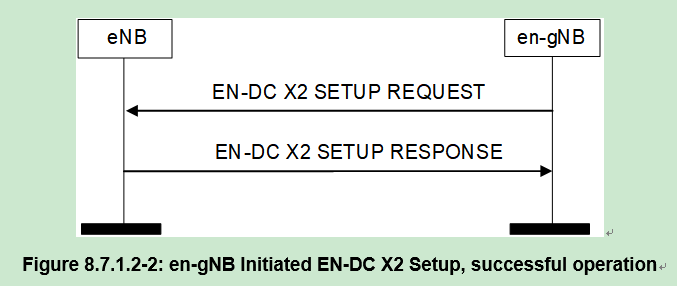 eNB
en-gNB
EN-DC X2 SETUP REQUEST
EN-DC X2 SETUP RESPONSE
Figure 8.7.1.2-2: en-gNB Initiated EN-DC X2 Setup, successful operation